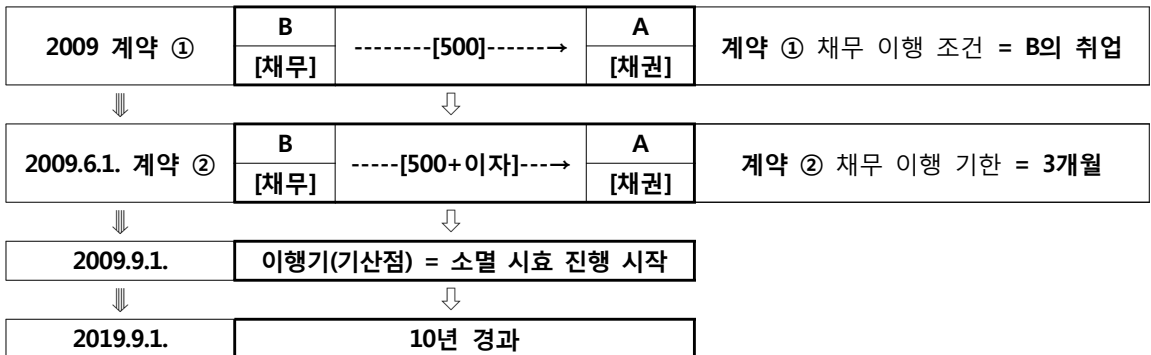 2009 계약 ① B [채무] --------[500]------→ A [채권] 계약 ① 채무 이행 조건 = B의 취업
⇓ ⇩
2009.6.1. 계약 ② B [채무] -----[500+이자]---→ A [채권] 계약 ② 채무 이행 기한 = 3개월
⇓ ⇩
2009.9.1. 이행기(기산점) = 소멸 시효 진행 시작
⇓ ⇩
2019.9.1. 10년 경과